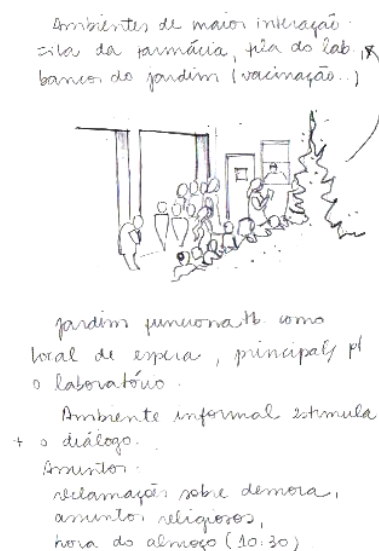 Ambientes de maior interação.
fila da farmácia, fila do lab.,
bancos do jardim (vacinação..)
Jardim funciona tb como
local de espera, principal/ p/
o laboratório.
Ambiente informal estimula
+ o diálogo.
Assuntos:
reclamações sobre demora,
assuntos religiosos,
hora do almoço (10:30)